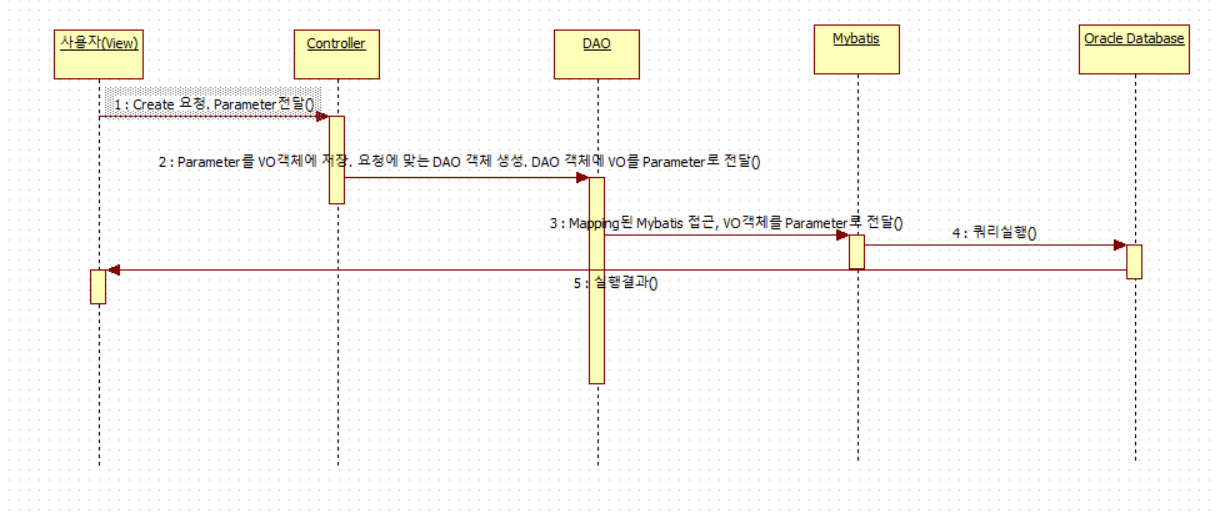 사용자(View)
Controller
DAO
Mybatis
Oracle Database
1 : Create 요청. Parameter전달()
2 : Parameter를 VO객체에 저장. 요청에 맞는 DAO 객체 생성. DAO 객체에 VO를 Parameter로 전달()
3 : Mapping된 Mybatis 접근, VO객체를 Parameter로 전달()
4 : 쿼리실행()
5 : 실행결과()